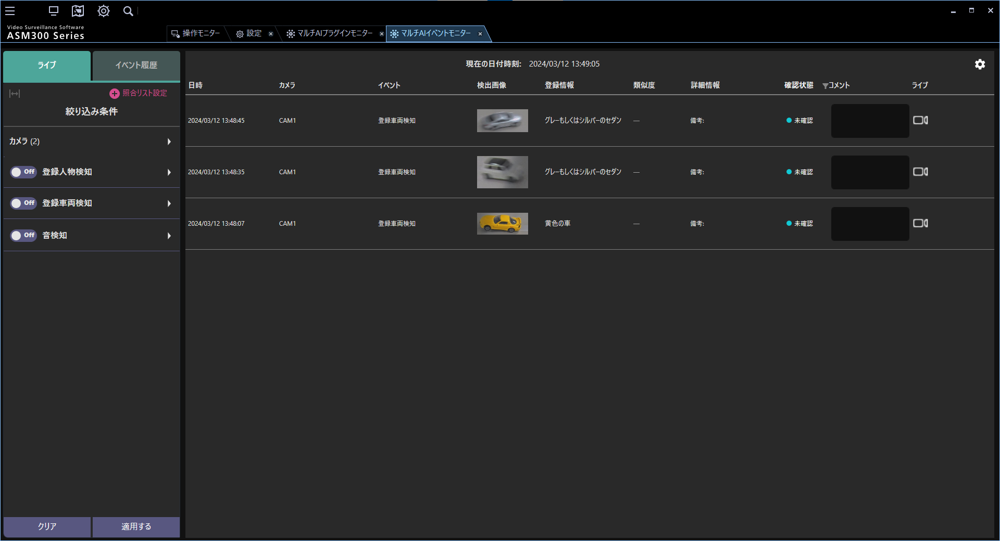 Video Surveillance Software
ASM300 Series
操作モニター
設定
マルチAIプラグインモニター
マルチAIイベントモニター
ライブ
イベント履歴
照合リスト設定
絞り込み条件
カメラ (2)
Off 登録人物検知
Off 登録車両検知
Off 音検知
クリア
適用する
現在の日付時刻: 2024/03/12 13:49:05
日時 カメラ イベント 検出画像 登録情報 類似度 詳細情報 確認状態 コメント ライブ
2024/03/12 13:48:45 CAM1 登録車両検知 グレーもしくはシルバーのセダン — 備考: 未確認
2024/03/12 13:48:35 CAM1 登録車両検知 グレーもしくはシルバーのセダン — 備考: 未確認
2024/03/12 13:48:07 CAM1 登録車両検知 黄色の車 — 備考: 未確認